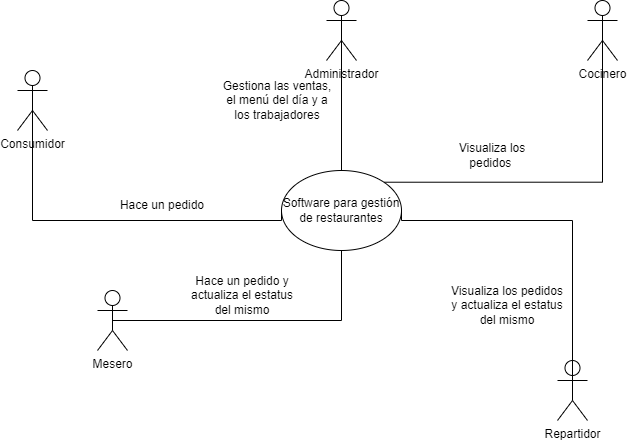 Administrador
Cocinero
Gestiona las ventas,
el menú del día y a
los trabajadores
Consumidor
Visualiza los
pedidos
Hace un pedido
Software para gestión
de restaurantes
Hace un pedido y
actualiza el estatus
del mismo
Visualiza los pedidos
y actualiza el estatus
del mismo
Mesero
Repartidor